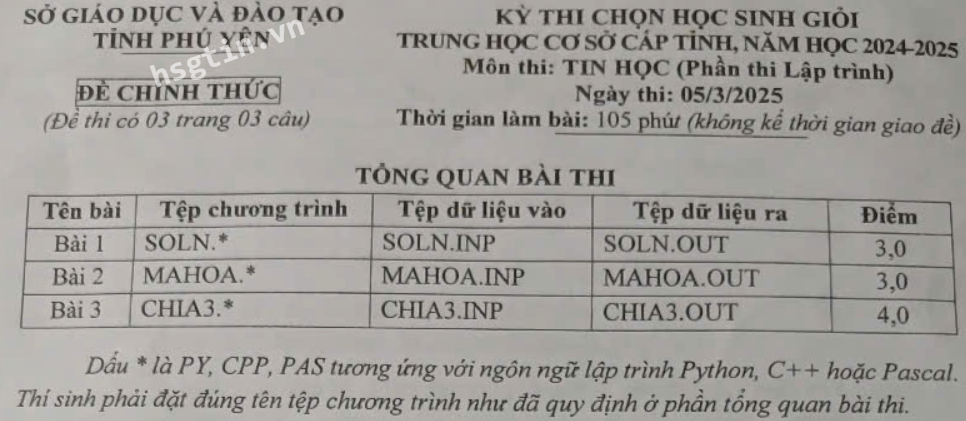 SỞ GIÁO DỤC VÀ ĐÀO TẠO
TỈNH PHÚ YÊN
hsgtin.vn
ĐỀ CHÍNH THỨC
(Đề thi có 03 trang 03 câu)
KỲ THI CHỌN HỌC SINH GIỎI
TRUNG HỌC CƠ SỞ CẤP TỈNH, NĂM HỌC 2024-2025
Môn thi: TIN HỌC (Phần thi Lập trình)
Ngày thi: 05/3/2025
Thời gian làm bài: 105 phút (không kể thời gian giao đề)
TỔNG QUAN BÀI THI
Tên bài Tệp chương trình Tệp dữ liệu vào Tệp dữ liệu ra Điểm
Bài 1 SOLN.* SOLN.INP SOLN.OUT 3,0
Bài 2 MAHOA.* MAHOA.INP MAHOA.OUT 3,0
Bài 3 CHIA3.* CHIA3.INP CHIA3.OUT 4,0
Dấu * là PY, CPP, PAS tương ứng với ngôn ngữ lập trình Python, C++ hoặc Pascal.
Thí sinh phải đặt đúng tên tệp chương trình như đã quy định ở phần tổng quan bài thi.